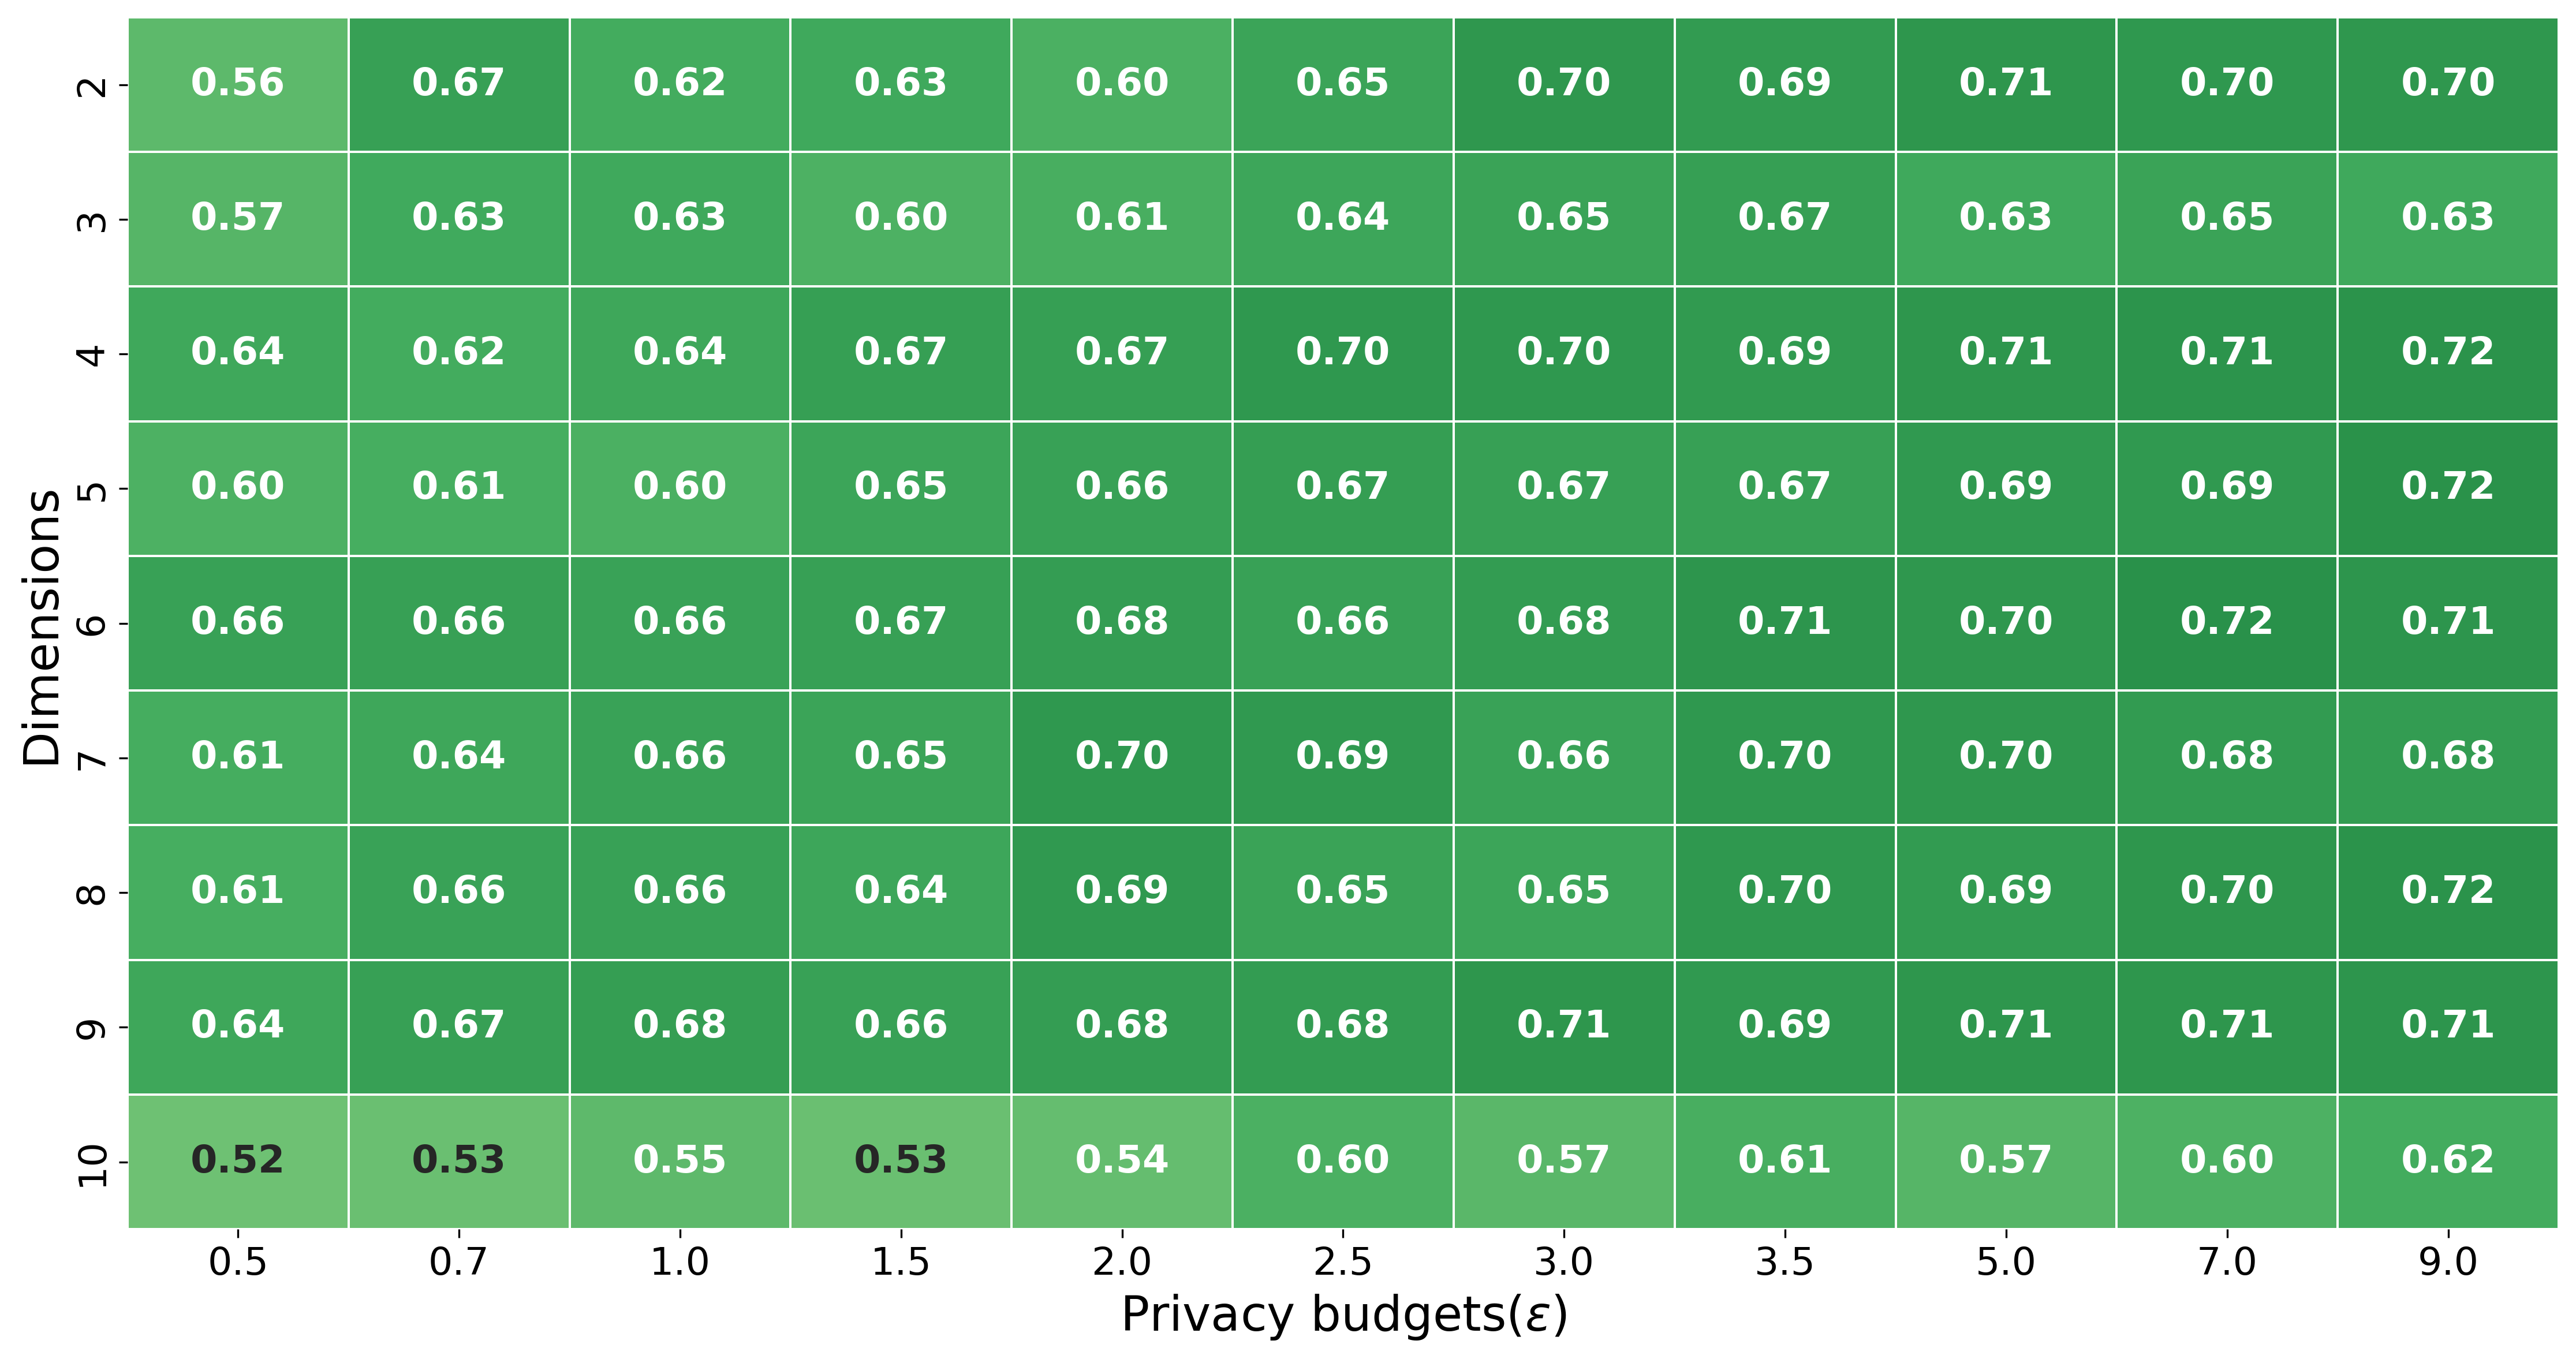 2 0.56 0.67 0.62 0.63 0.60 0.65 0.70 0.69 0.71 0.70 0.70
3 0.57 0.63 0.63 0.60 0.61 0.64 0.65 0.67 0.63 0.65 0.63
4 0.64 0.62 0.64 0.67 0.67 0.70 0.70 0.69 0.71 0.71 0.72
5 0.60 0.61 0.60 0.65 0.66 0.67 0.67 0.67 0.69 0.69 0.72
6 0.66 0.66 0.66 0.67 0.68 0.66 0.68 0.71 0.70 0.72 0.71
7 0.61 0.64 0.66 0.65 0.70 0.69 0.66 0.70 0.70 0.68 0.68
8 0.61 0.66 0.66 0.64 0.69 0.65 0.65 0.70 0.69 0.70 0.72
9 0.64 0.67 0.68 0.66 0.68 0.68 0.71 0.69 0.71 0.71 0.71
10 0.52 0.53 0.55 0.53 0.54 0.60 0.57 0.61 0.57 0.60 0.62
0.5 0.7 1.0 1.5 2.0 2.5 3.0 3.5 5.0 7.0 9.0
Privacy budgets(ε)
Dimensions